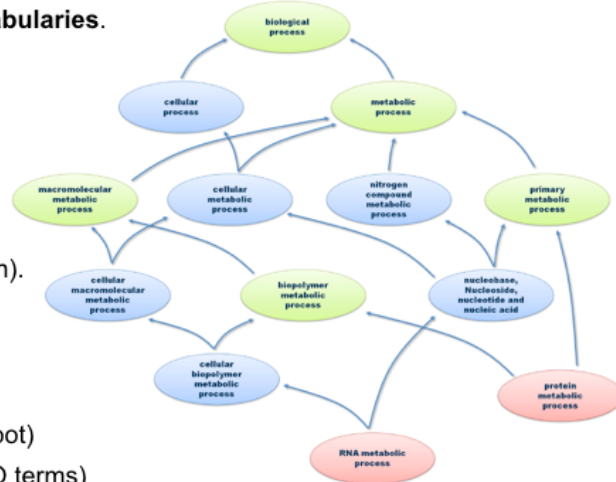 abularies.
biological
process
cellular
process
metabolic
process
macromolecular
metabolic
process
cellular
metabolic
process
nitrogen
compound
metabolic
process
primary
metabolic
process
n).
cellular
macromolecular
metabolic
process
biopolymer
metabolic
process
nucleobase,
Nucleoside,
nucleotide and
nucleic acid
cellular
biopolymer
metabolic
process
protein
metabolic
process
oot)
RNA metabolic
process
O terms)